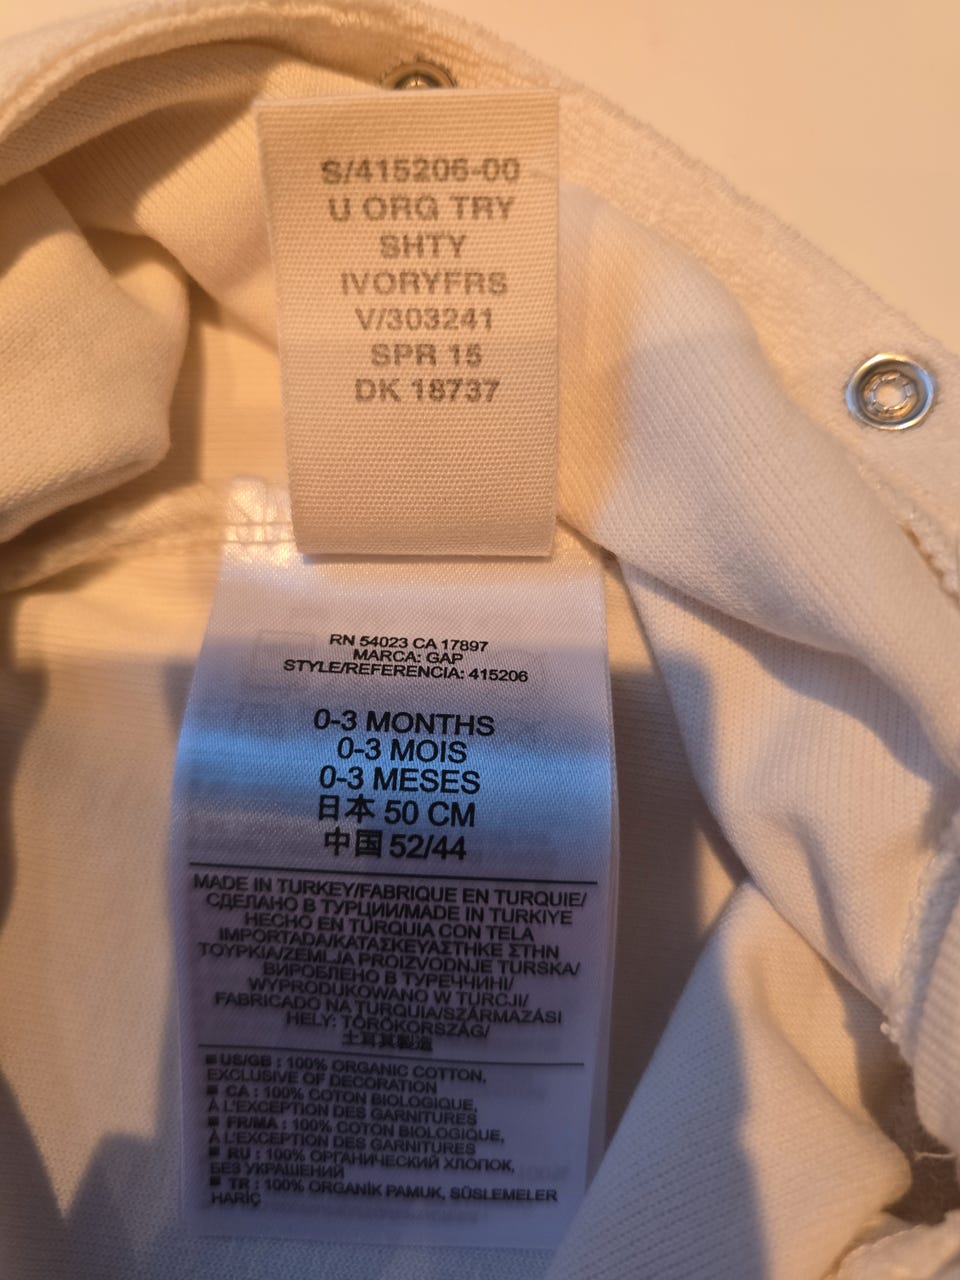 S/415206-00
U ORG TRY
SHTY
IVORYFRS
V/303241
SPR 15
DK 18737
RN 54023 CA 17897
MARCA: GAP
STYLE/REFERENCIA: 415206
0-3 MONTHS
0-3 MOIS
0-3 MESES
日本 50 CM
中国 52/44
MADE IN TURKEY/FABRIQUE EN TURQUIE/
СДЕЛАНО В ТУРЦИИ/MADE IN TURKIYE
HECHO EN TURQUIA CON TELA
IMPORTADA/ΚΑΤΑΣΚΕΥΑΣΤΗΚΕ ΣΤΗΝ
ΤΟΥΡΚΙΑ/ZEMLJA PROIZVODNJE TURSKA/
ВИРОБЛЕНО В ТУРЕЧЧИНІ/
WYPRODUKOWANO W TURCJI/
FABRICADO NA TURQUIA/SZÁRMAZÁSI
HELY: TÖRÖKORSZÁG/
土耳其製造
US/GB : 100% ORGANIC COTTON,
EXCLUSIVE OF DECORATION
CA : 100% COTON BIOLOGIQUE,
À L'EXCEPTION DES GARNITURES
FR/MA : 100% COTON BIOLOGIQUE,
À L'EXCEPTION DES GARNITURES
RU : 100% ОРГАНИЧЕСКИЙ ХЛОПОК,
БЕЗ УКРАШЕНИЙ
TR : 100% ORGANİK PAMUK, SÜSLEMELER
HARİÇ